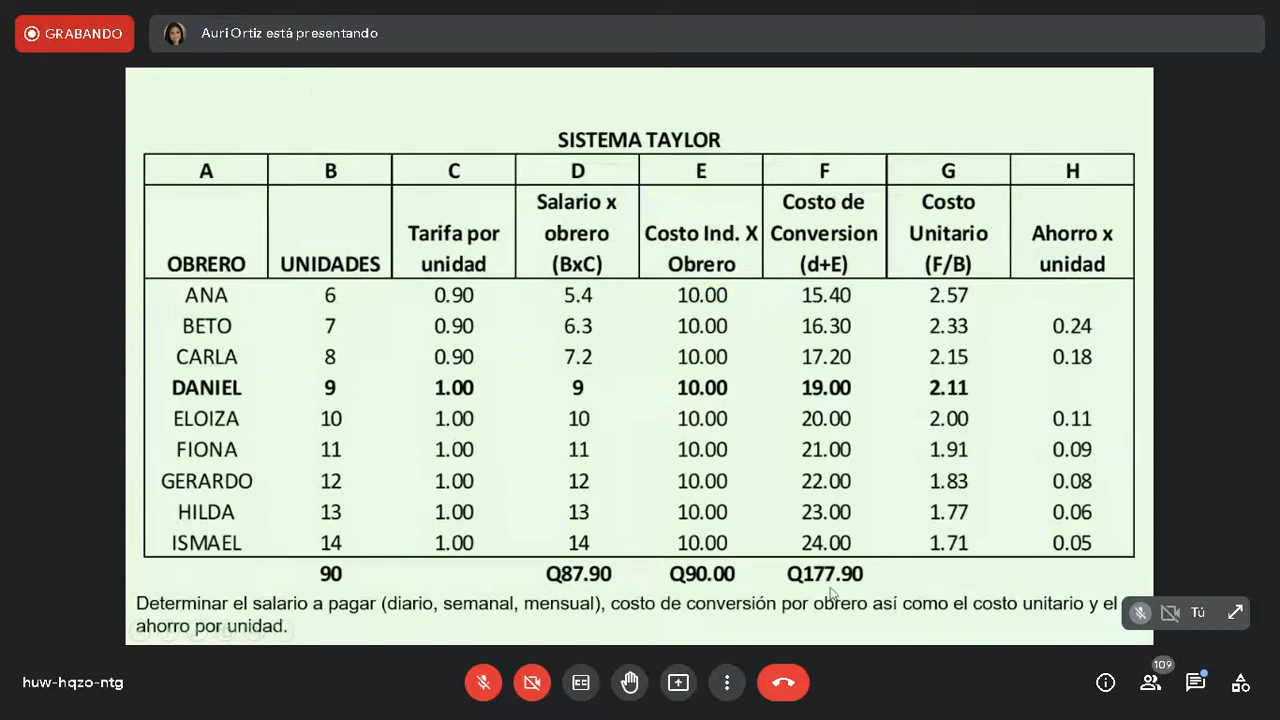 GRABANDO
Auri Ortiz está presentando
SISTEMA TAYLOR
A B C D E F G H
OBRERO UNIDADES Tarifa por unidad Salario x obrero (BxC) Costo Ind. X Obrero Costo de Conversion (d+E) Costo Unitario (F/B) Ahorro x unidad
ANA 6 0.90 5.4 10.00 15.40 2.57
BETO 7 0.90 6.3 10.00 16.30 2.33 0.24
CARLA 8 0.90 7.2 10.00 17.20 2.15 0.18
DANIEL 9 1.00 9 10.00 19.00 2.11
ELOIZA 10 1.00 10 10.00 20.00 2.00 0.11
FIONA 11 1.00 11 10.00 21.00 1.91 0.09
GERARDO 12 1.00 12 10.00 22.00 1.83 0.08
HILDA 13 1.00 13 10.00 23.00 1.77 0.06
ISMAEL 14 1.00 14 10.00 24.00 1.71 0.05
90 Q87.90 Q90.00 Q177.90
Determinar el salario a pagar (diario, semanal, mensual), costo de conversión por obrero así como el costo unitario y el
ahorro por unidad.
Tú
huw-hqzo-ntg
109